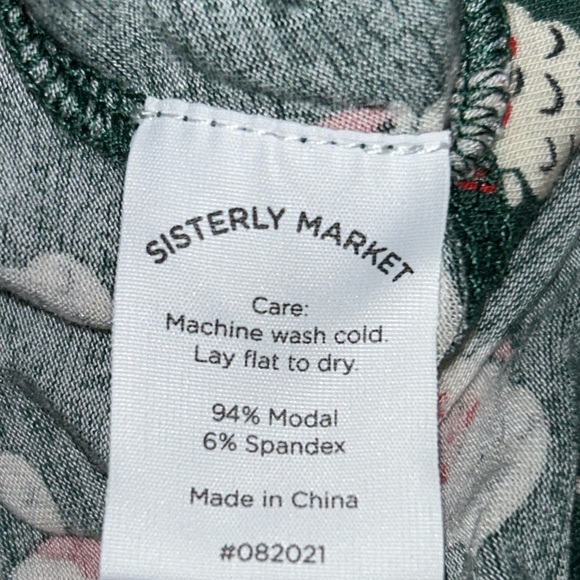 SISTERLY MARKET
Care:
Machine wash cold.
Lay flat to dry.
94% Modal
6% Spandex
Made in China
#082021